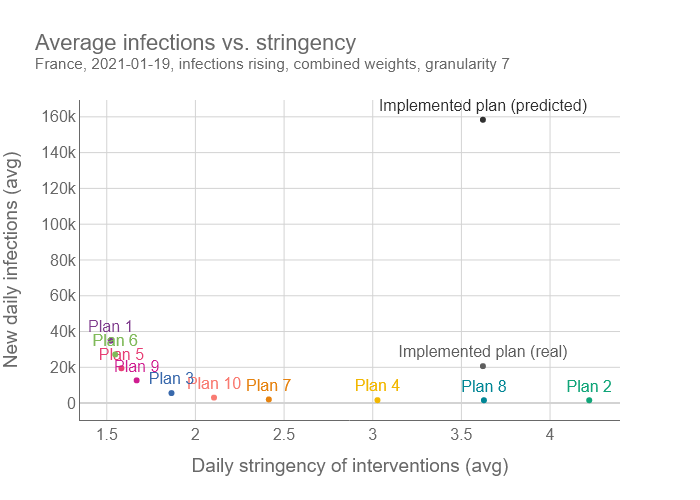 Average infections vs. stringency
France, 2021-01-19, infections rising, combined weights, granularity 7
New daily infections (avg)
160k
140k
120k
100k
80k
60k
40k
20k
0
Implemented plan (predicted)
Plan 1
Plan 6
Plan 5
Plan 9
Plan 3
Plan 10
Plan 7
Plan 4
Implemented plan (real)
Plan 8
Plan 2
1.5
2
2.5
3
3.5
4
Daily stringency of interventions (avg)